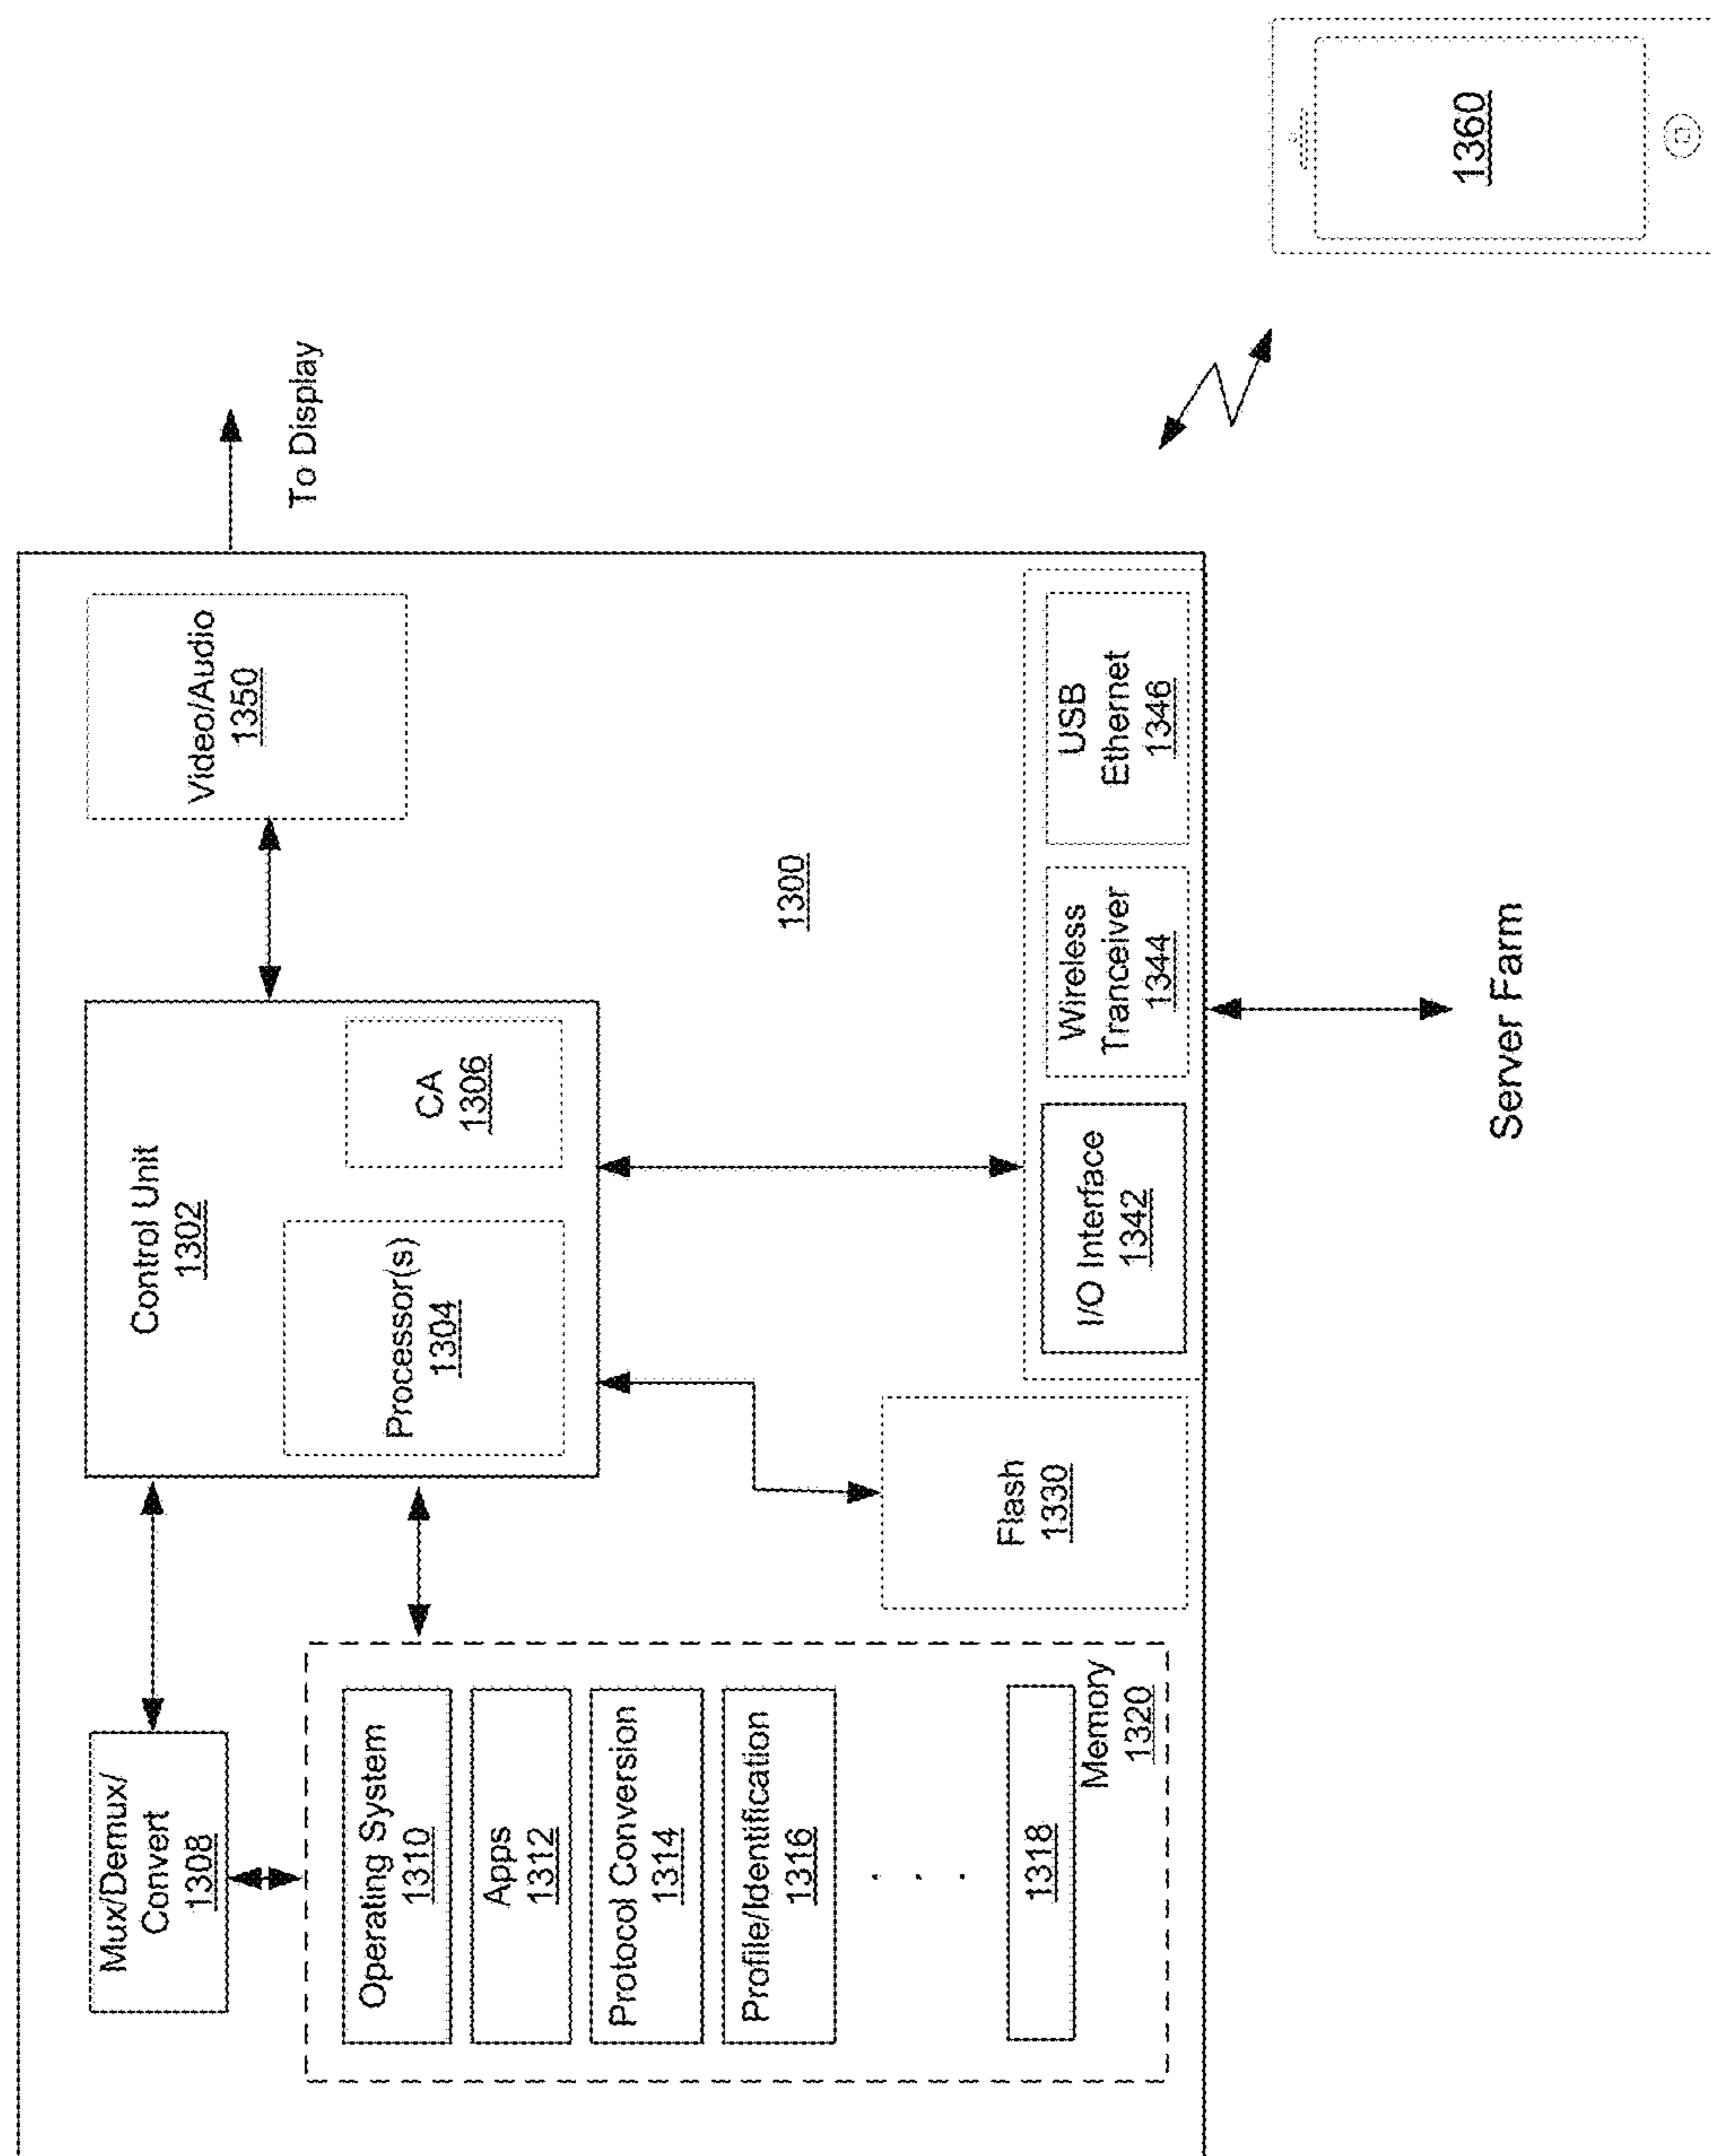 Mux/Demux/
Convert
1308
Control Unit
1302
Processor(s)
1304
CA
1306
Video/Audio
1350
To Display
Operating System
1310
Apps
1312
Protocol Conversion
1314
Profile/Identification
1316
. . .
1318
Memory
1320
Flash
1330
1300
I/O Interface
1342
Wireless
Tranceiver
1344
USB
Ethernet
1346
Server Farm
1360